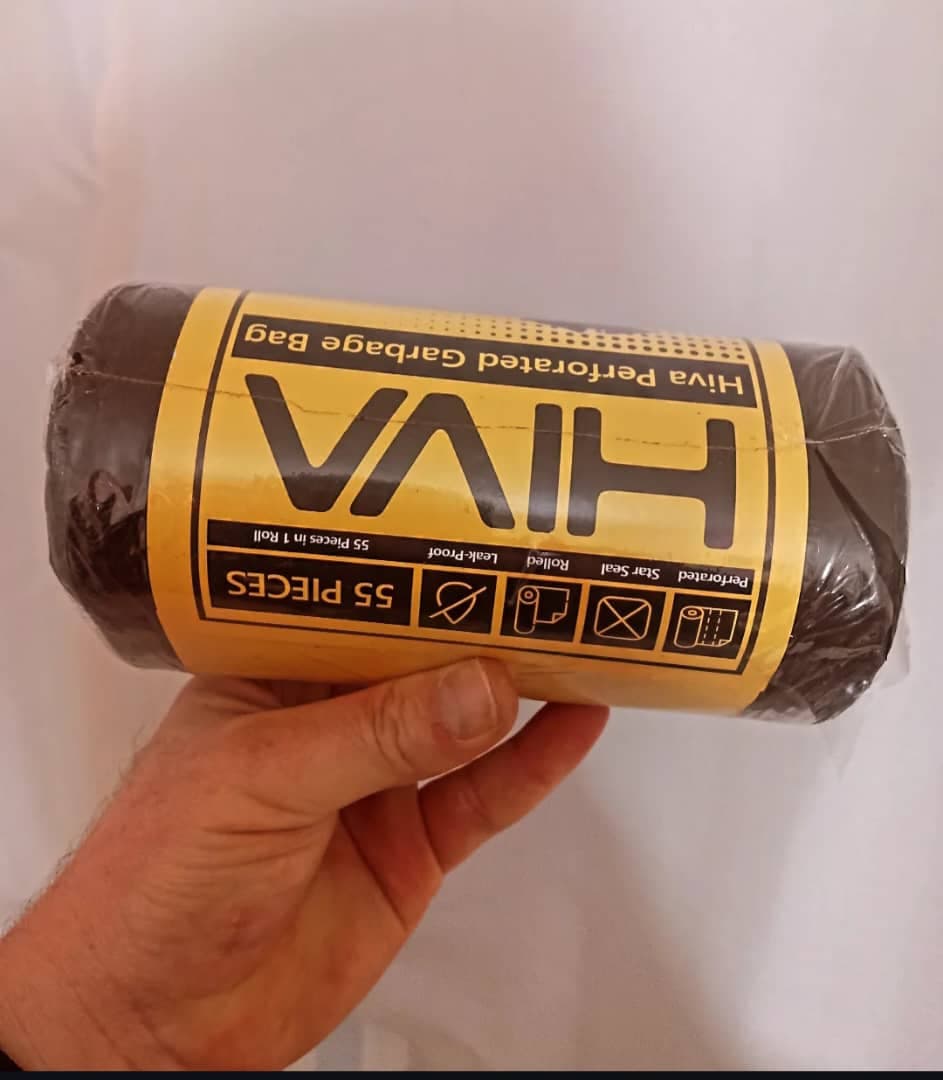 55 PIECES
Perforated Star Seal Rolled Leak-Proof 55 Pieces in 1 Roll
HIVA
Hiva Perforated Garbage Bag